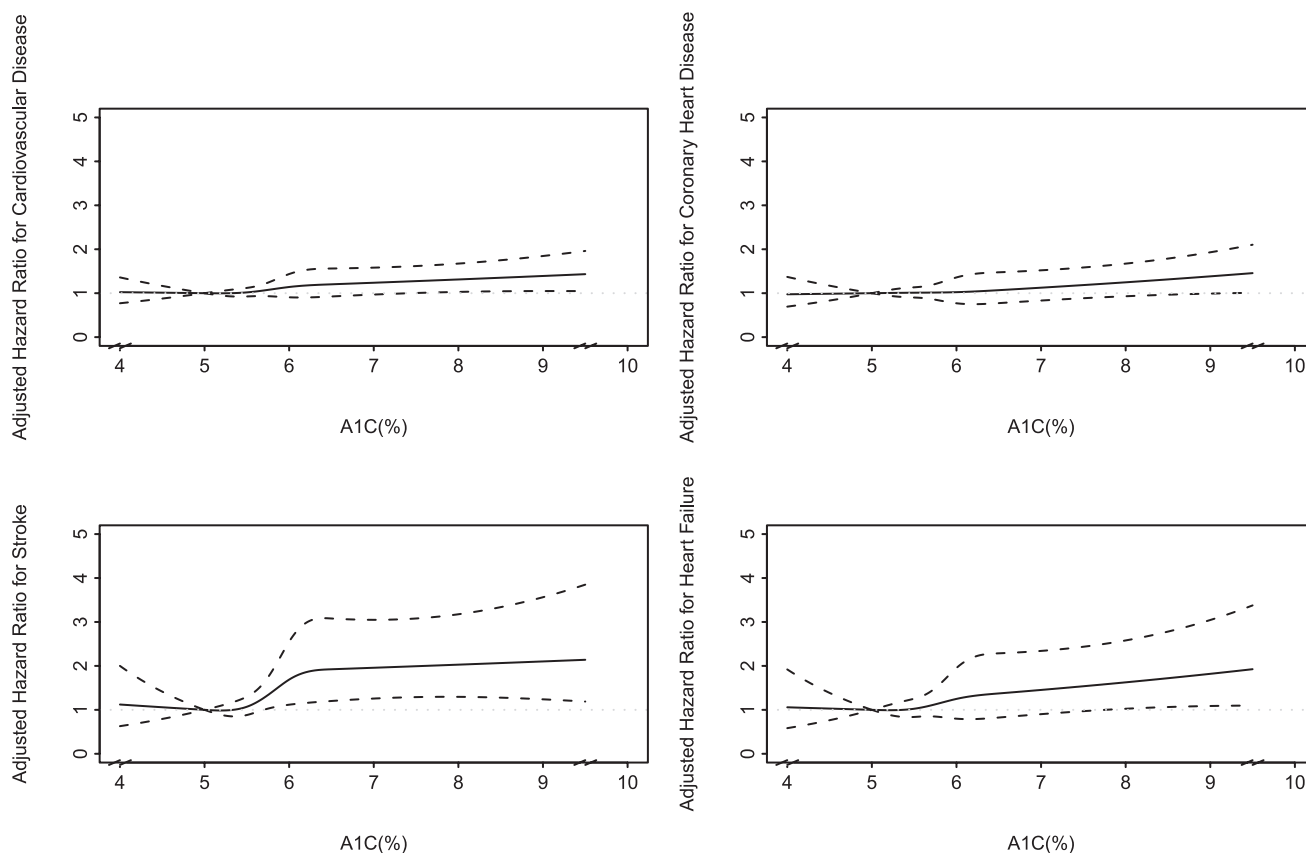 Adjusted Hazard Ratio for Cardiovascular Disease
5
4
3
2
1
0
4 5 6 7 8 9 10
A1C(%)
Adjusted Hazard Ratio for Coronary Heart Disease
5
4
3
2
1
0
4 5 6 7 8 9 10
A1C(%)
Adjusted Hazard Ratio for Stroke
5
4
3
2
1
0
4 5 6 7 8 9 10
A1C(%)
Adjusted Hazard Ratio for Heart Failure
5
4
3
2
1
0
4 5 6 7 8 9 10
A1C(%)